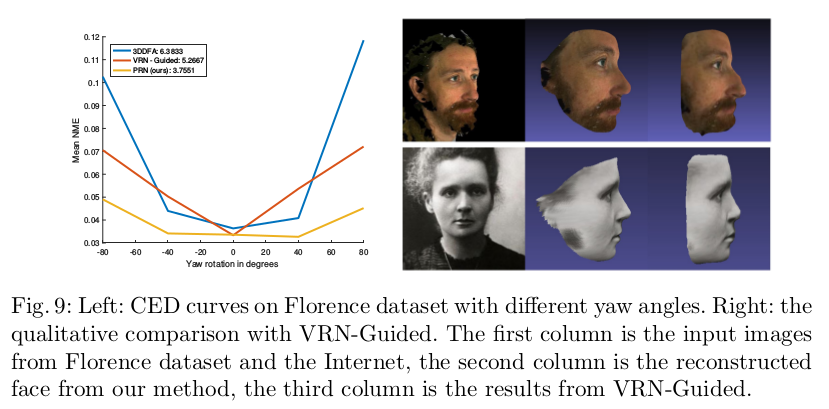 0.12
0.11
0.1
0.09
0.08
0.07
0.06
0.05
0.04
0.03
Mean NME
3DDFA: 6.3833
VRN - Guided: 5.2667
PRN (ours): 3.7551
-80 -60 -40 -20 0 20 40 60 80
Yaw rotation in degrees
Fig. 9: Left: CED curves on Florence dataset with different yaw angles. Right: the
qualitative comparison with VRN-Guided. The first column is the input images
from Florence dataset and the Internet, the second column is the reconstructed
face from our method, the third column is the results from VRN-Guided.